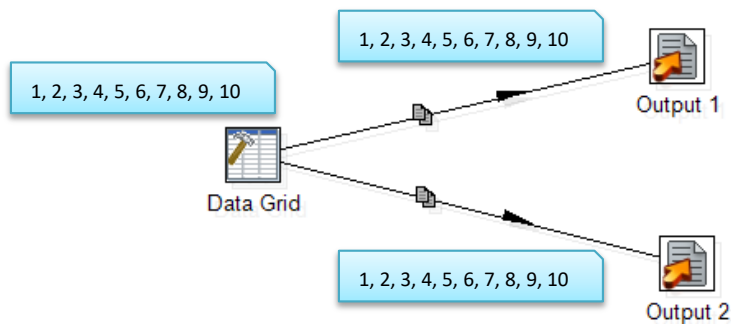 1, 2, 3, 4, 5, 6, 7, 8, 9, 10
Output 1
1, 2, 3, 4, 5, 6, 7, 8, 9, 10
Data Grid
1, 2, 3, 4, 5, 6, 7, 8, 9, 10
Output 2